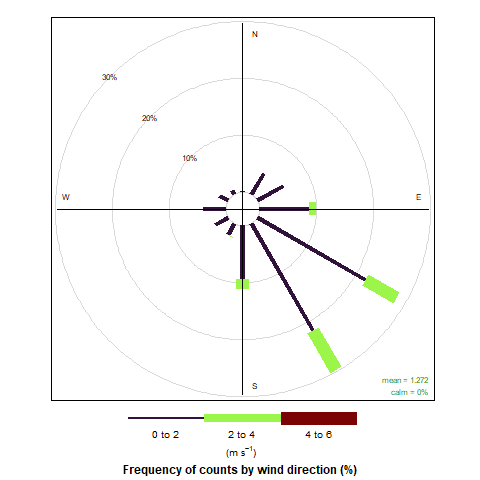 N
30%
20%
10%
W
E
S
mean = 1.272
calm = 0%
0 to 2
2 to 4
4 to 6
(m s⁻¹)
Frequency of counts by wind direction (%)